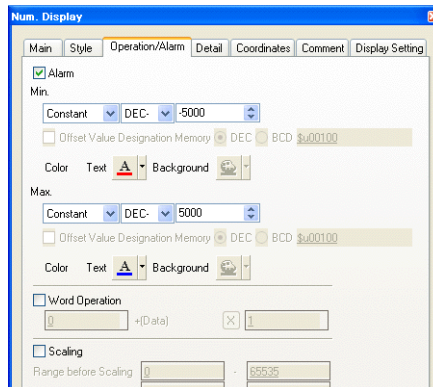 Num. Display
Main Style Operation/Alarm Detail Coordinates Comment Display Setting
Alarm
Min.
Constant DEC- -5000
Offset Value Designation Memory DEC BCD $u00100
Color Text A Background
Max.
Constant DEC- 5000
Offset Value Designation Memory DEC BCD $u00100
Color Text A Background
Word Operation
0 +(Data) X 1
Scaling
Range before Scaling 0 - 65535